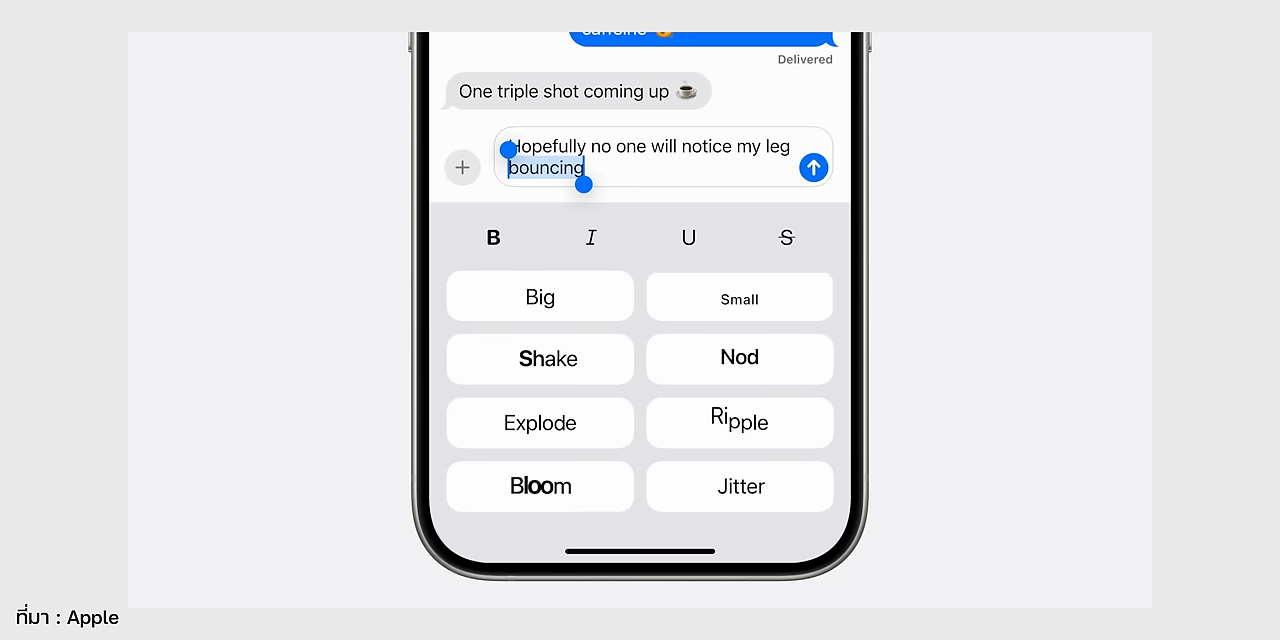 caffeine
Delivered
One triple shot coming up
Hopefully no one will notice my leg
bouncing
B I U S
Big Small
Shake Nod
Explode Ripple
Bloom Jitter
ที่มา : Apple